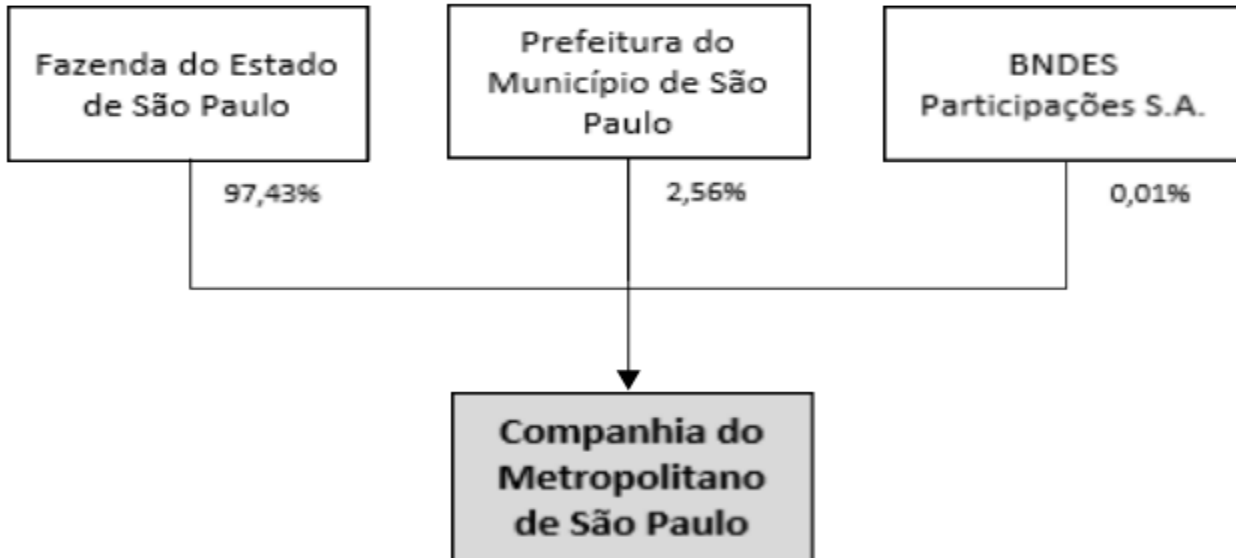 Fazenda do Estado
de São Paulo
Prefeitura do
Município de São
Paulo
BNDES
Participações S.A.
97,43%
2,56%
0,01%
Companhia do
Metropolitano
de São Paulo